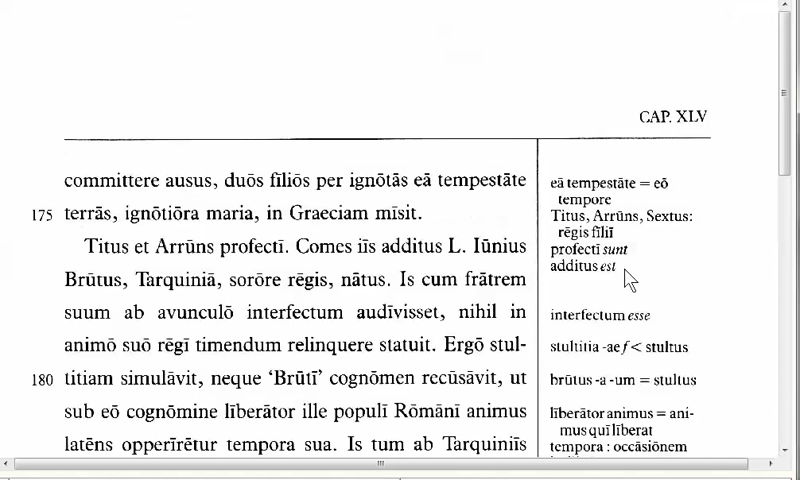 CAP. XLV
committere ausus, duōs fīliōs per ignōtās eā tempestāte
175 terrās, ignōtiōra maria, in Graeciam mīsit.
Titus et Arrūns profectī. Comes iīs additus L. Iūnius
Brūtus, Tarquiniā, sorōre rēgis, nātus. Is cum frātrem
suum ab avunculō interfectum audīvisset, nihil in
animō suō rēgī timendum relinquere statuit. Ergō stul-
180 titiam simulāvit, neque ‘Brūtī’ cognōmen recūsāvit, ut
sub eō cognōmine līberātor ille populī Rōmānī animus
latēns opperīrētur tempora sua. Is tum ab Tarquiniīs
eā tempestāte = eō
tempore
Titus, Arrūns, Sextus:
rēgis fīliī
profectī sunt
additus est
interfectum esse
stultitia -ae f < stultus
brūtus -a -um = stultus
līberātor animus = ani-
mus quī līberat
tempora : occāsiōnem